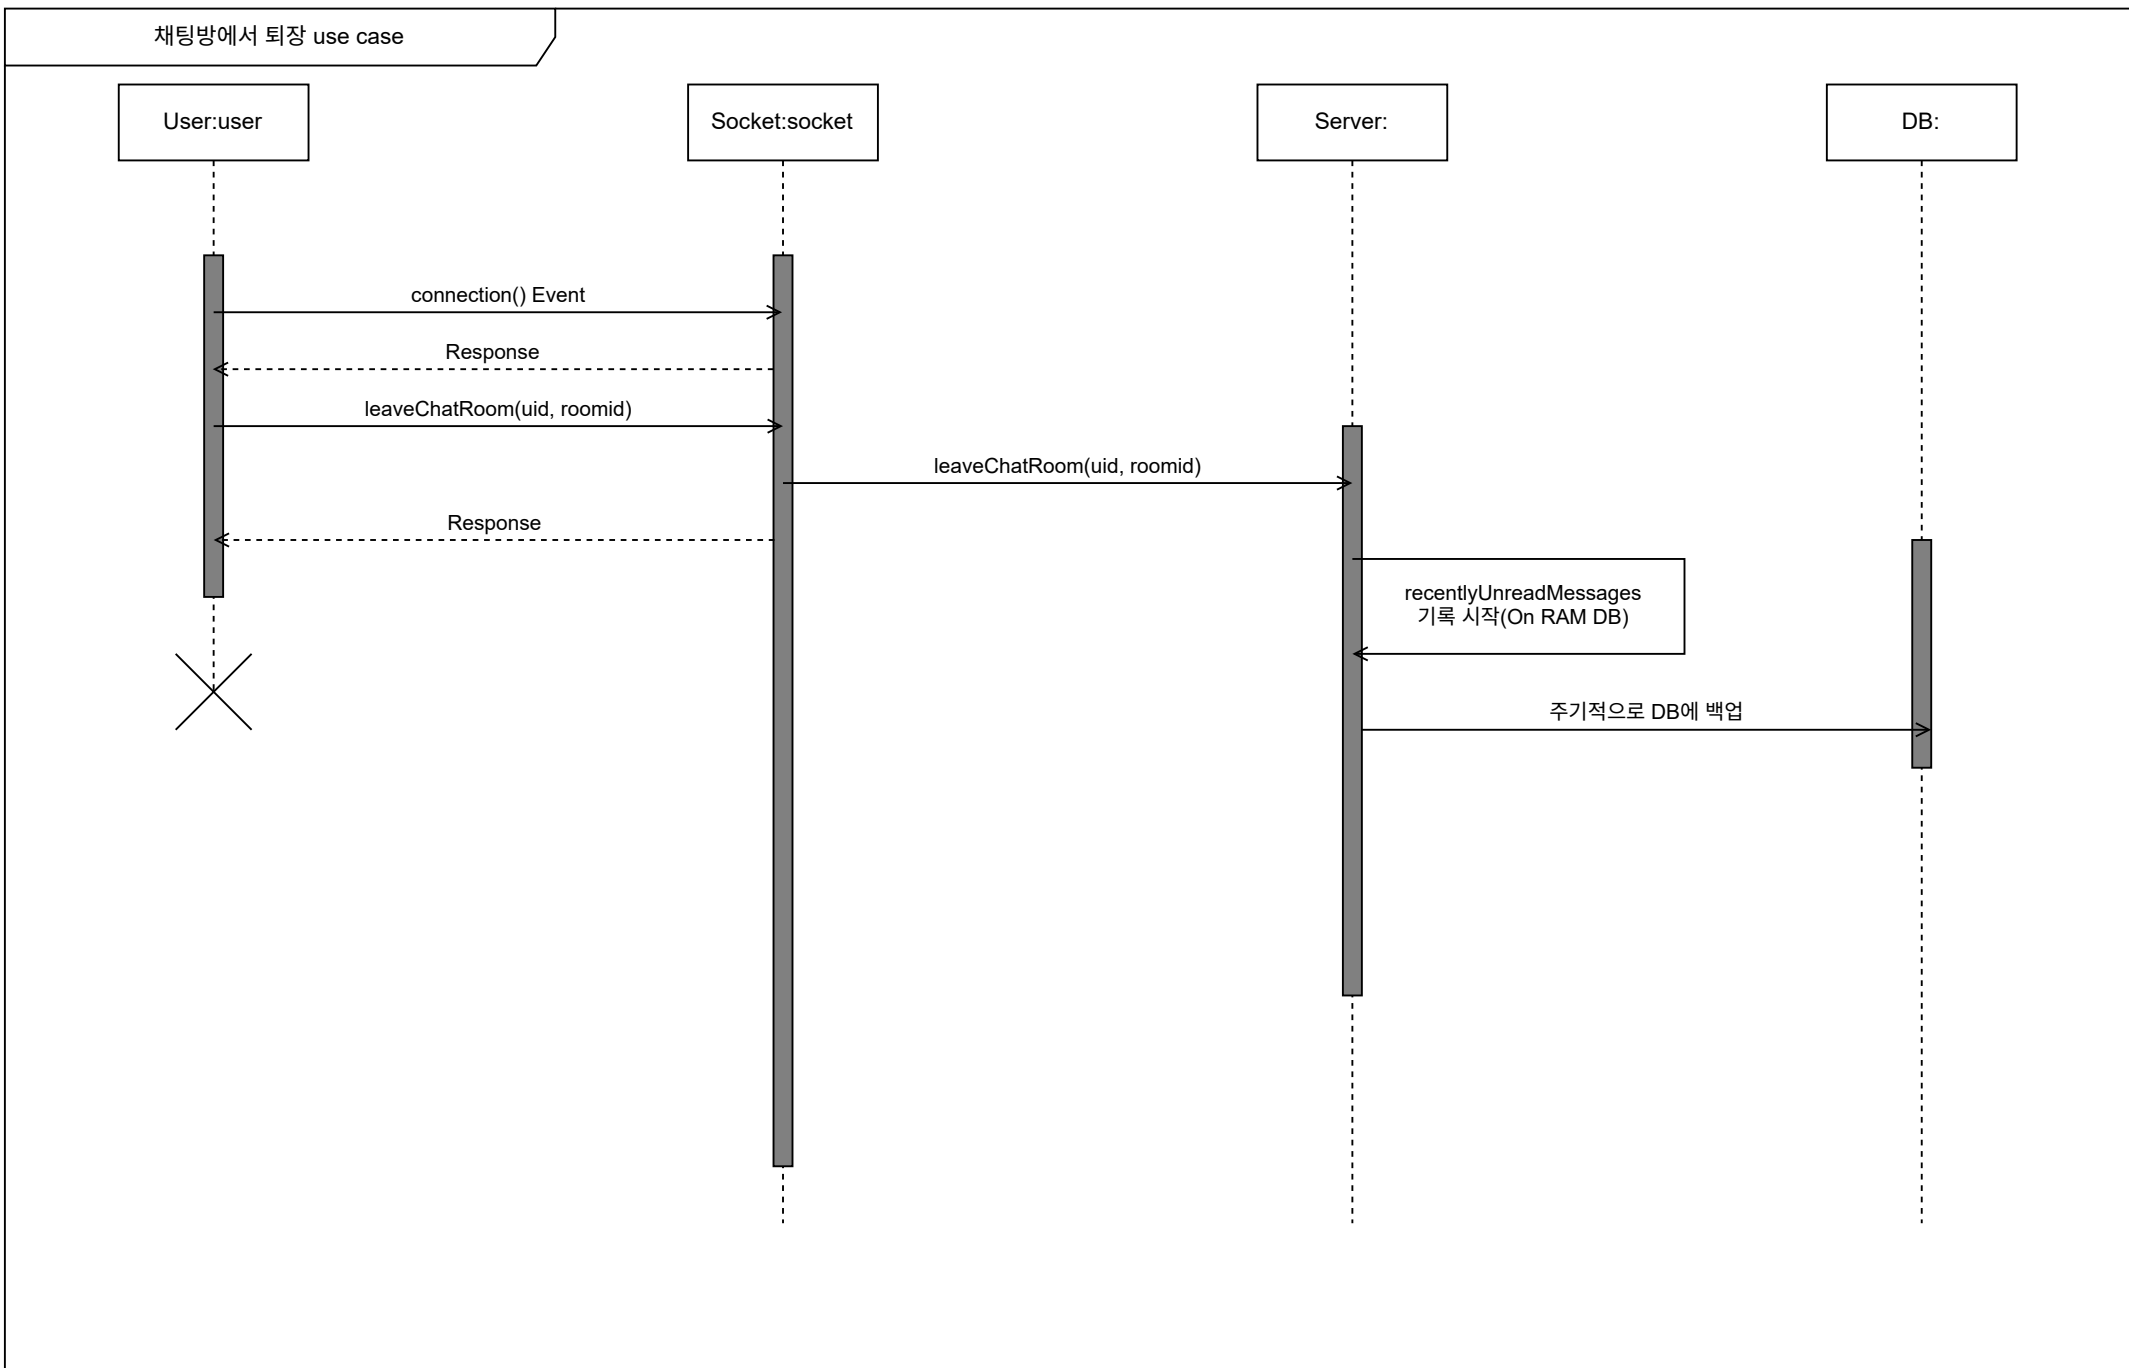 채팅방에서 퇴장 use case
User:user
Socket:socket
Server:
DB:
connection() Event
Response
leaveChatRoom(uid, roomid)
leaveChatRoom(uid, roomid)
Response
recentlyUnreadMessages
기록 시작(On RAM DB)
주기적으로 DB에 백업